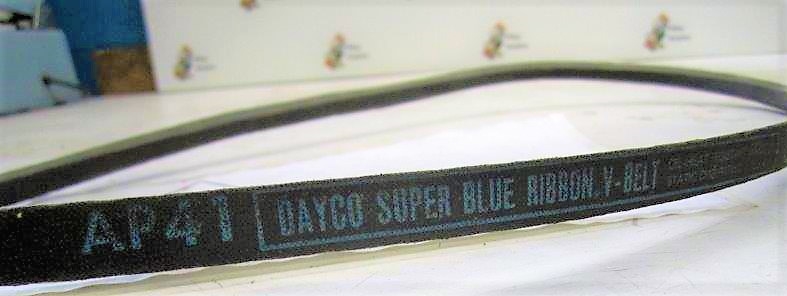 AP41 DAYCO SUPER BLUE RIBBON V-BELT